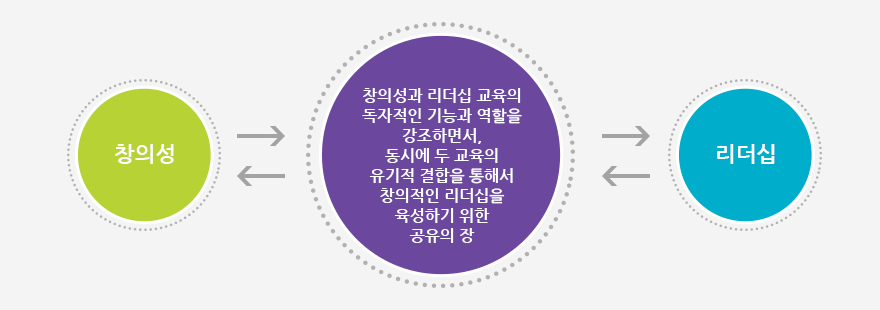 창의성
창의성과 리더십 교육의
독자적인 기능과 역할을
강조하면서,
동시에 두 교육의
유기적 결합을 통해서
창의적인 리더십을
육성하기 위한
공유의 장
리더십